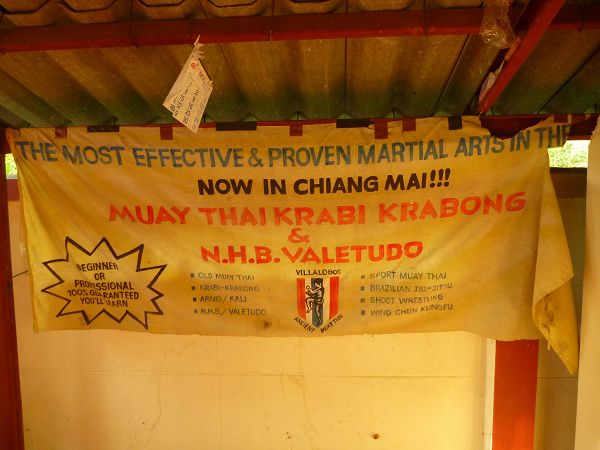 THE MOST EFFECTIVE & PROVEN MARTIAL ARTS IN THE
NOW IN CHIANG MAI!!!
MUAY THAI KRABI KRABONG
&
N.H.B. VALETUDO
BEGINNER
OR
PROFESSIONAL
100% GUARANTEED
YOU'LL LEARN
OLD MUAY THAI
KRABI-KRABONG
ARNIS/ KALI
N.H.B./ VALETUDO
VILLALOBOS
ANCIENT MUAYTHAI
SPORT MUAY THAI
BRAZILIAN JIU-JITSU
SHOOT WRESTLING
WING CHUN KUNGFU